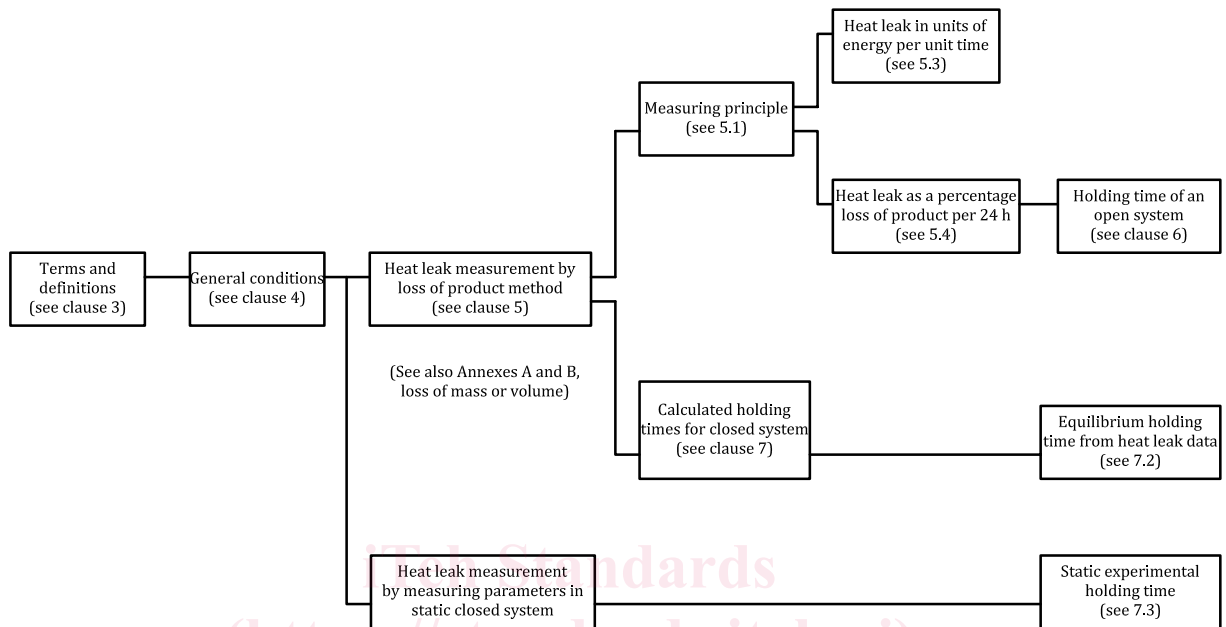 Heat leak in units of
energy per unit time
(see 5.3)
Measuring principle
(see 5.1)
Heat leak as a percentage
loss of product per 24 h
(see 5.4)
Holding time of an
open system
(see clause 6)
Terms and
definitions
(see clause 3)
General conditions
(see clause 4)
Heat leak measurement by
loss of product method
(see clause 5)
(See also Annexes A and B,
loss of mass or volume)
Calculated holding
times for closed system
(see clause 7)
Equilibrium holding
time from heat leak data
(see 7.2)
iTeh Standards
Heat leak measurement
by measuring parameters in
static closed system
Static experimental
holding time
(see 7.3)